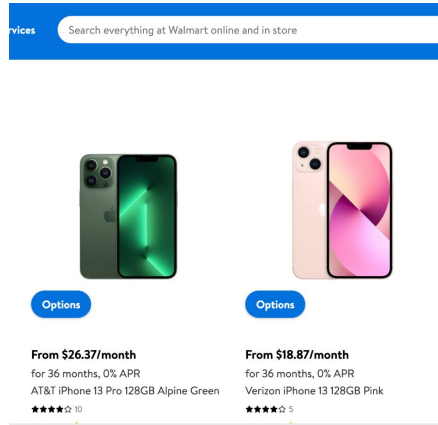 rvices
Search everything at Walmart online and in store
Options
From $26.37/month
for 36 months, 0% APR
AT&T iPhone 13 Pro 128GB Alpine Green
★★★★☆ 10
Options
From $18.87/month
for 36 months, 0% APR
Verizon iPhone 13 128GB Pink
★★★★☆ 5